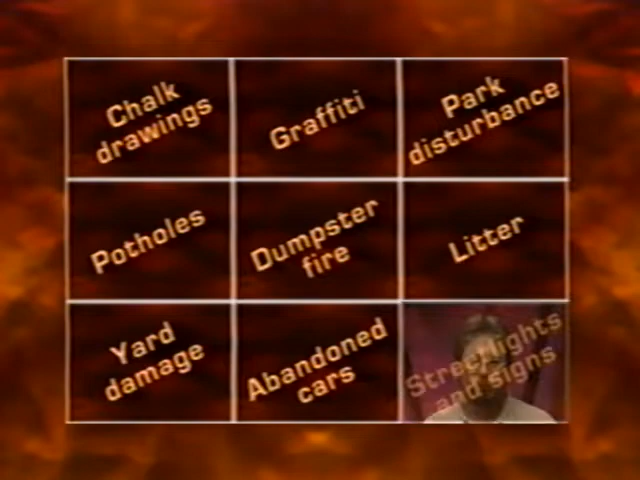 Chalk
drawings
Graffiti
Park
disturbance
Potholes
Dumpster
fire
Litter
Yard
damage
Abandoned
cars
Streetlights
and signs